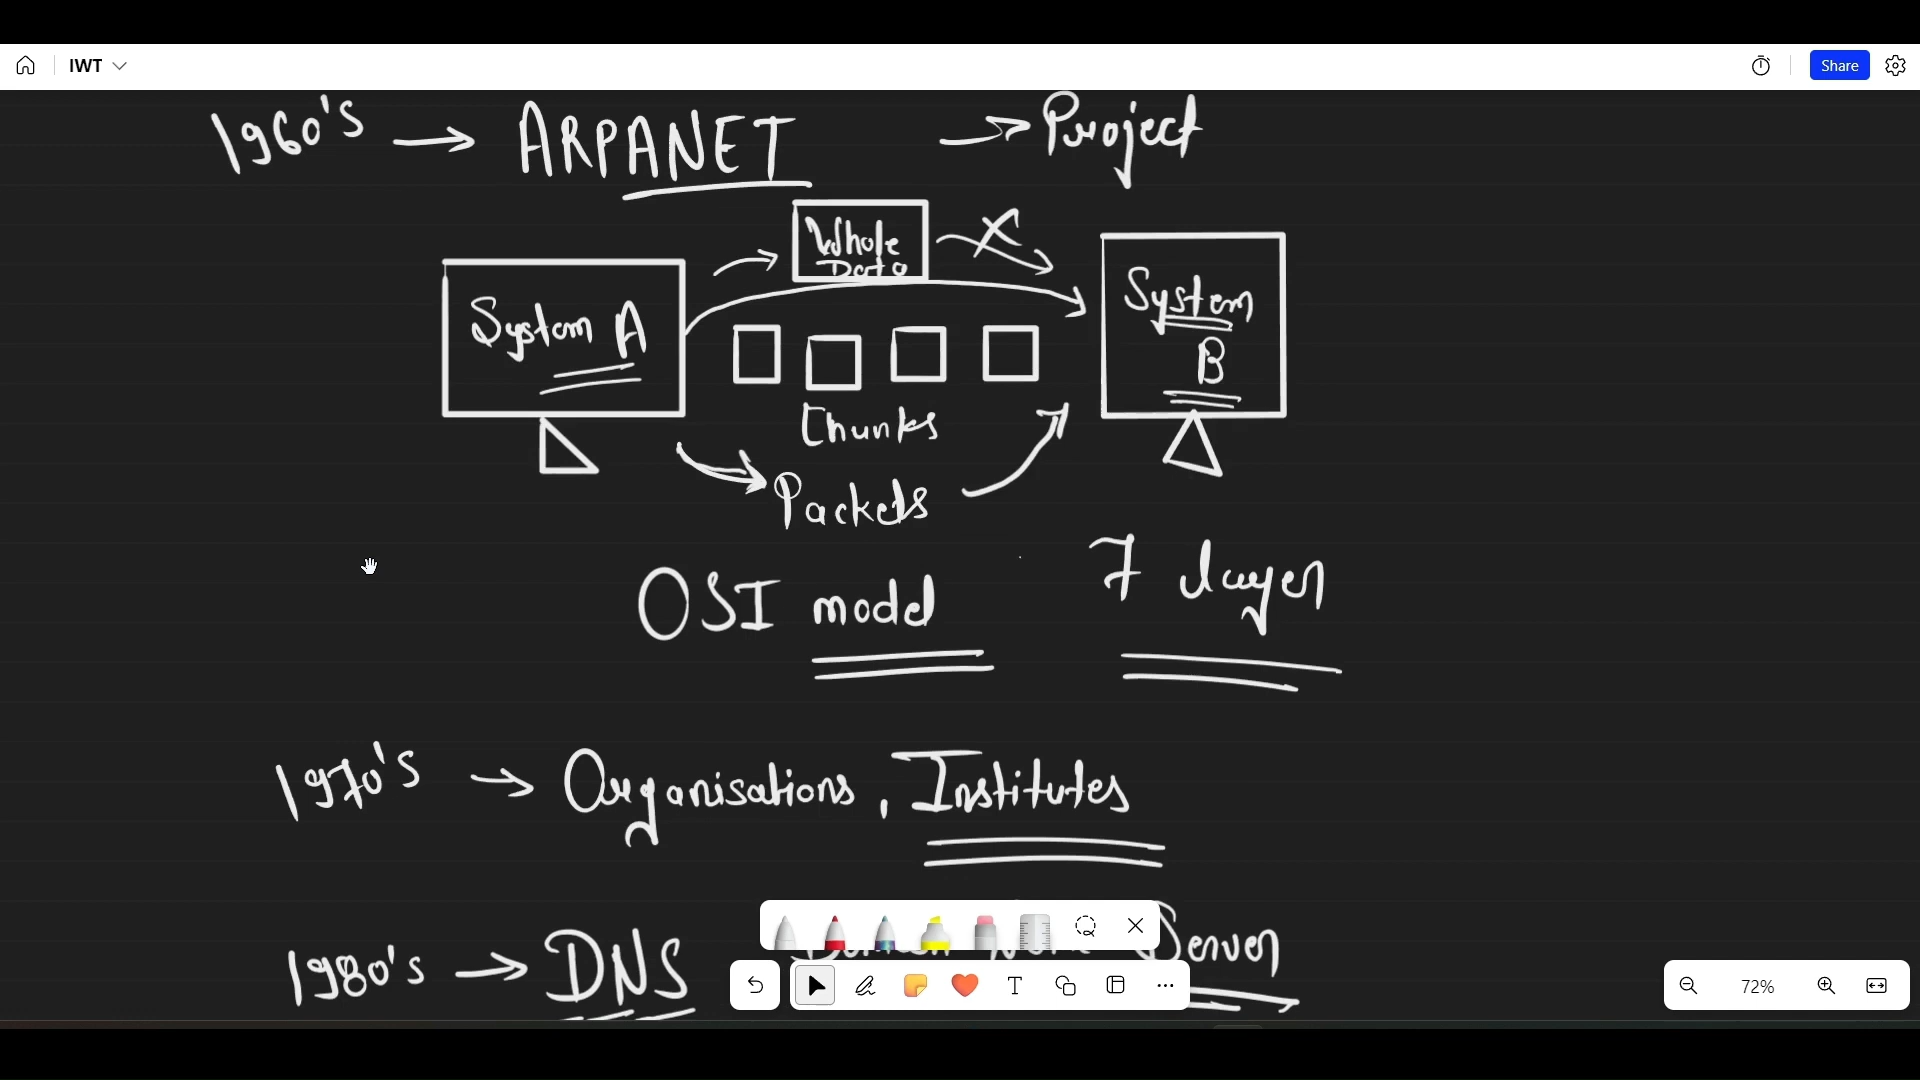 IWT
Share
1960's → ARPANET → Project
Whole
Data
System A
System
B
Chunks
Packets
OSI model 7 layer
1970's → Organisations, Institutes
1980's → DNS Server
72%